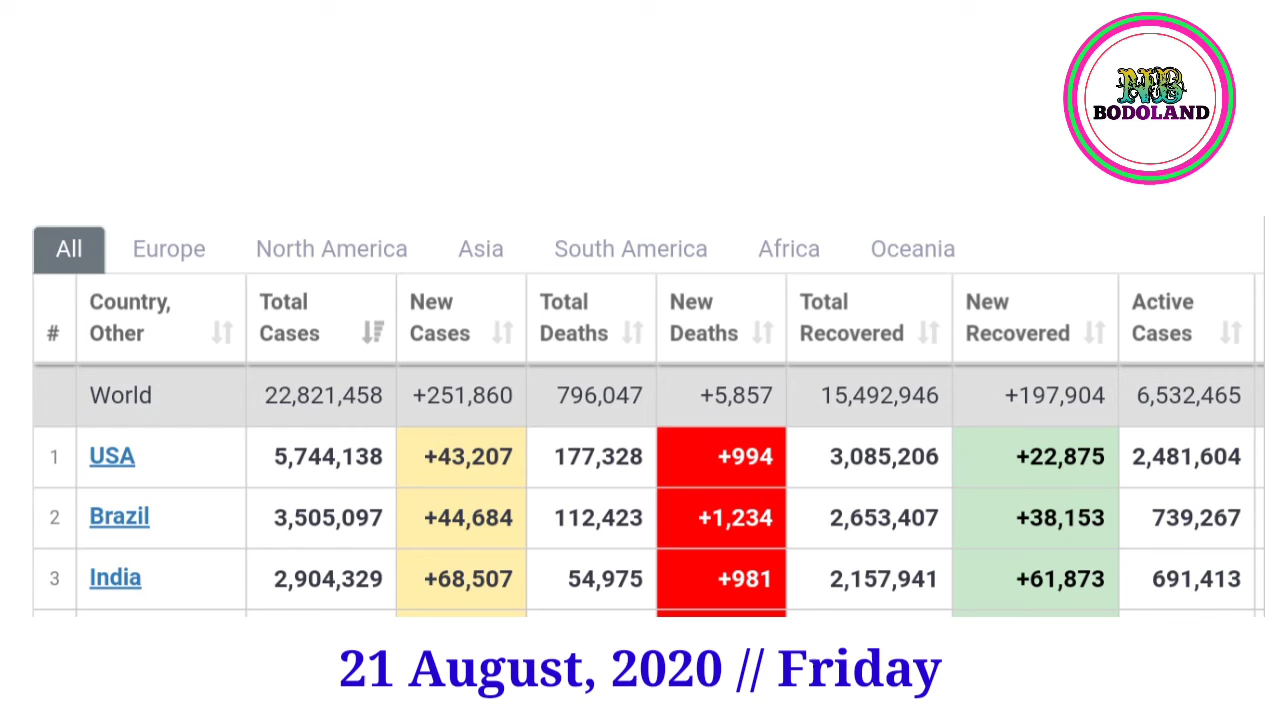 NB
BODOLAND
All Europe North America Asia South America Africa Oceania
# Country, Other Total Cases New Cases Total Deaths New Deaths Total Recovered New Recovered Active Cases
World 22,821,458 +251,860 796,047 +5,857 15,492,946 +197,904 6,532,465
1 USA 5,744,138 +43,207 177,328 +994 3,085,206 +22,875 2,481,604
2 Brazil 3,505,097 +44,684 112,423 +1,234 2,653,407 +38,153 739,267
3 India 2,904,329 +68,507 54,975 +981 2,157,941 +61,873 691,413
21 August, 2020 // Friday